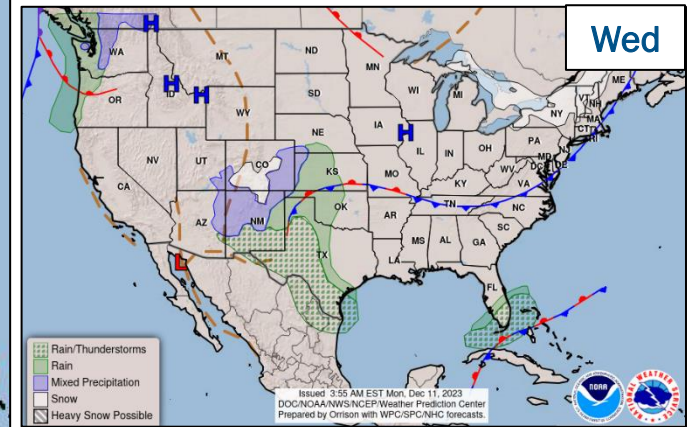 Wed
WA
MT
ND
MN
ME
OR
ID
WY
SD
WI
MI
VT
NH
NY
MA
CT
RI
NV
UT
CO
NE
IA
IL
IN
OH
PA
MD
NJ
DC
DE
WV
VA
CA
AZ
NM
KS
MO
KY
OK
AR
TN
NC
TX
LA
MS
AL
GA
SC
FL
H
H
H
H
L
Rain/Thunderstorms
Rain
Mixed Precipitation
Snow
Heavy Snow Possible
Issued 3:55 AM EST Mon, Dec 11, 2023
DOC/NOAA/NWS/NCEP/Weather Prediction Center
Prepared by Orrison with WPC/SPC/NHC forecasts.
NOAA
NATIONAL WEATHER SERVICE